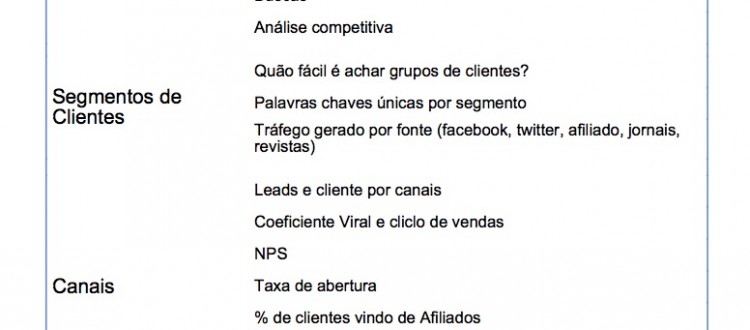 Análise competitiva
Quão fácil é achar grupos de clientes?
Segmentos de
Clientes
Palavras chaves únicas por segmento
Tráfego gerado por fonte (facebook, twitter, afiliado, jornais,
revistas)
Leads e cliente por canais
Coeficiente Viral e cliclo de vendas
NPS
Canais
Taxa de abertura
% de clientes vindo de Afiliados